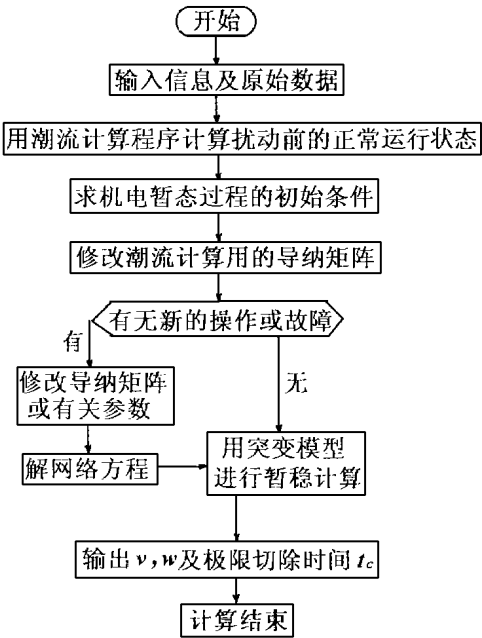 开始
输入信息及原始数据
用潮流计算程序计算扰动前的正常运行状态
求机电暂态过程的初始条件
修改潮流计算用的导纳矩阵
有无新的操作或故障
有
无
修改导纳矩阵
或有关参数
解网络方程
用突变模型
进行暂稳计算
输出v,w及极限切除时间tc
计算结束